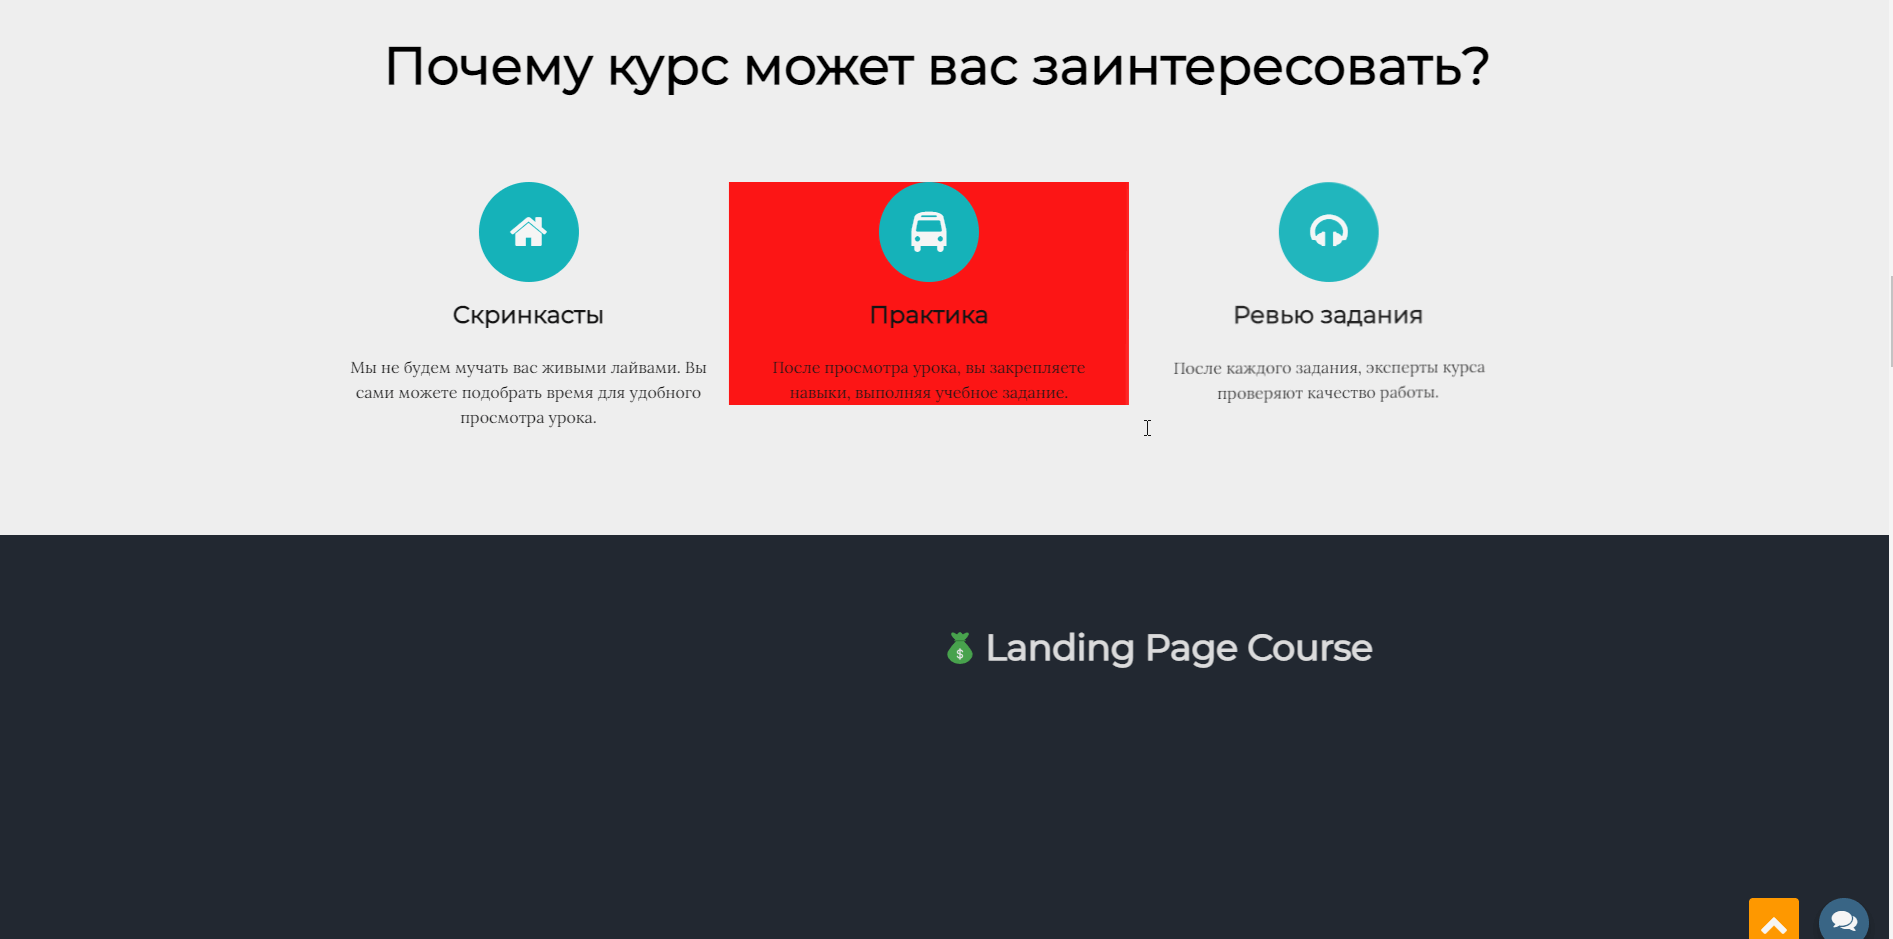 Почему курс может вас заинтересовать?
Скринкасты
Мы не будем мучать вас живыми лайвами. Вы
сами можете подобрать время для удобного
просмотра урока.
Практика
После просмотра урока, вы закрепляете
навыки, выполняя учебное задание.
Ревью задания
После каждого задания, эксперты курса
проверяют качество работы.
Landing Page Course